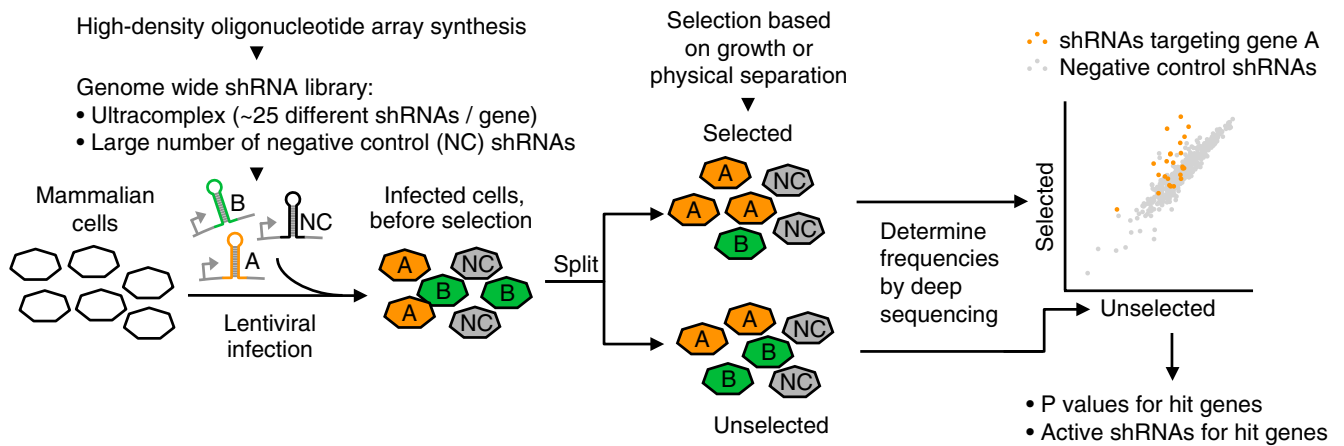 High-density oligonucleotide array synthesis
Genome wide shRNA library:
• Ultracomplex (~25 different shRNAs / gene)
• Large number of negative control (NC) shRNAs
Mammalian
cells
B
NC
A
Lentiviral
infection
Infected cells,
before selection
A
NC
B
B
A
NC
Split
Selection based
on growth or
physical separation
Selected
A
NC
A
A
NC
B
A
A
NC
B
B
NC
Unselected
Determine
frequencies
by deep
sequencing
shRNAs targeting gene A
Negative control shRNAs
Selected
Unselected
• P values for hit genes
• Active shRNAs for hit genes